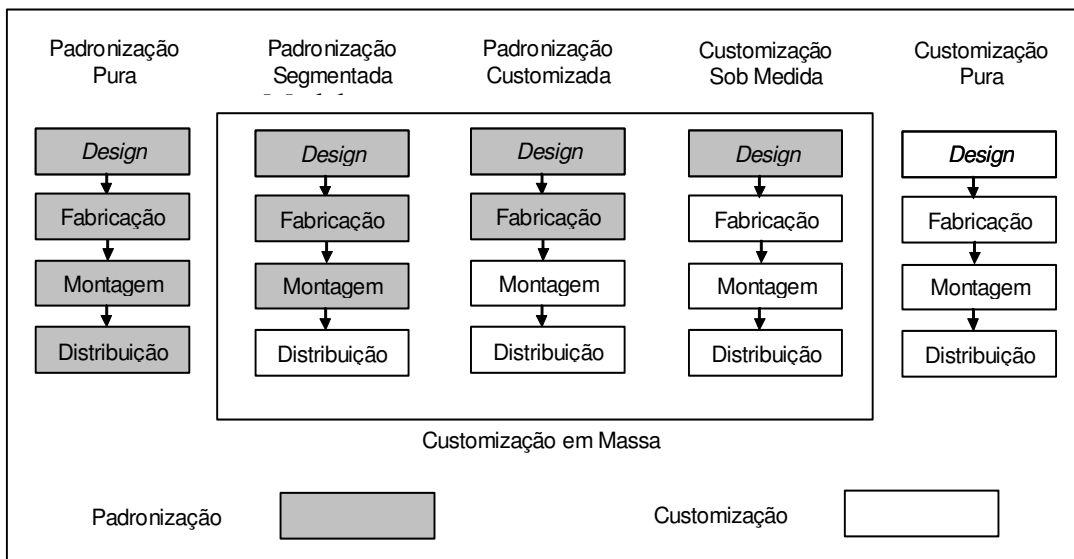 Padronização
Pura
Padronização
Segmentada
Padronização
Customizada
Customização
Sob Medida
Customização
Pura
Design
Fabricação
Montagem
Distribuição
Design
Fabricação
Montagem
Distribuição
Design
Fabricação
Montagem
Distribuição
Design
Fabricação
Montagem
Distribuição
Design
Fabricação
Montagem
Distribuição
Customização em Massa
Padronização
Customização